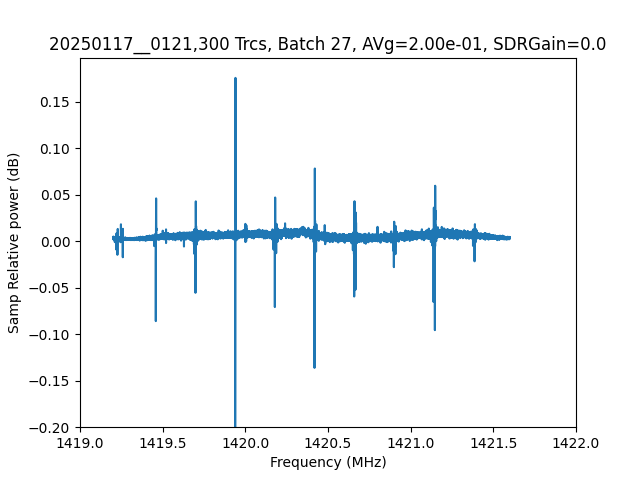 20250117__0121,300 Trcs, Batch 27, AVg=2.00e-01, SDRGain=0.0
0.15
0.10
0.05
0.00
−0.05
−0.10
−0.15
−0.20
Samp Relative power (dB)
1419.0 1419.5 1420.0 1420.5 1421.0 1421.5 1422.0
Frequency (MHz)